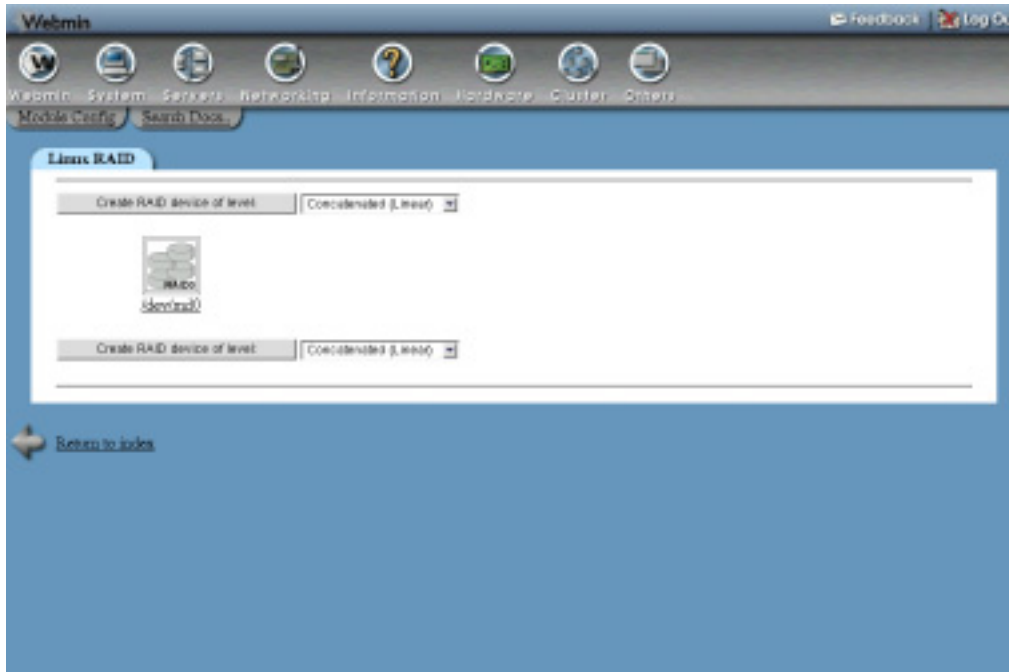 Webmin
Feedback Log Ou
Webmin System Servers Networking Information Hardware Cluster Others
Module Config Search Docs..
Linux RAID
Create RAID device of level: Concatenated (Linear)
RAID0
/dev/md0
Create RAID device of level: Concatenated (Linear)
Return to index